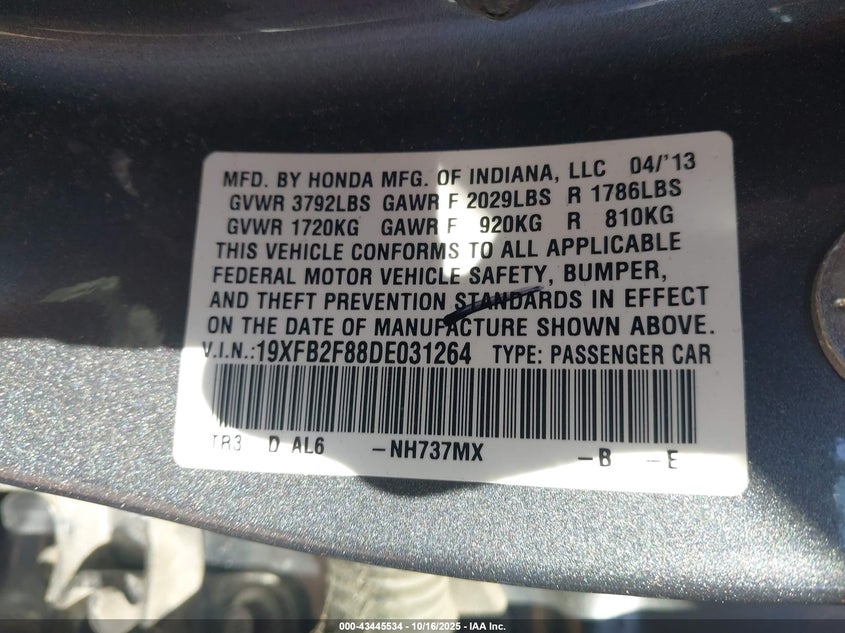 MFD. BY HONDA MFG. OF INDIANA, LLC 04/'13
GVWR 3792LBS GAWR F 2029LBS R 1786LBS
GVWR 1720KG GAWR F 920KG R 810KG
THIS VEHICLE CONFORMS TO ALL APPLICABLE
FEDERAL MOTOR VEHICLE SAFETY, BUMPER,
AND THEFT PREVENTION STANDARDS IN EFFECT
ON THE DATE OF MANUFACTURE SHOWN ABOVE.
V.I.N.:19XFB2F88DE031264 TYPE: PASSENGER CAR
TR3 D AL6 -NH737MX -B -E
000-43445534 | 10/16/2025 - IAA Inc.